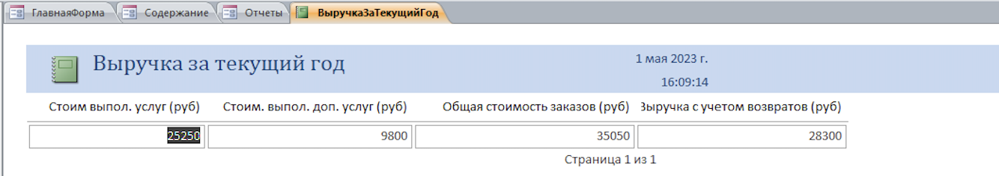 ГлавнаяФорма Содержание Отчеты ВыручкаЗаТекущийГод
Выручка за текущий год 1 мая 2023 г.
16:09:14
Стоим выпол. услуг (руб) Стоим. выпол. доп. услуг (руб) Общая стоимость заказов (руб) Выручка с учетом возвратов (руб)
25250 9800 35050 28300
Страница 1 из 1